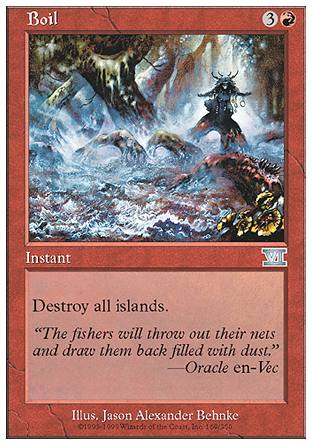 Boil 3
Instant VI
Destroy all islands.
“The fishers will throw out their nets
and draw them back filled with dust.”
—Oracle en-Vec
Illus. Jason Alexander Behnke
©1993-1999 Wizards of the Coast, Inc. 169/350